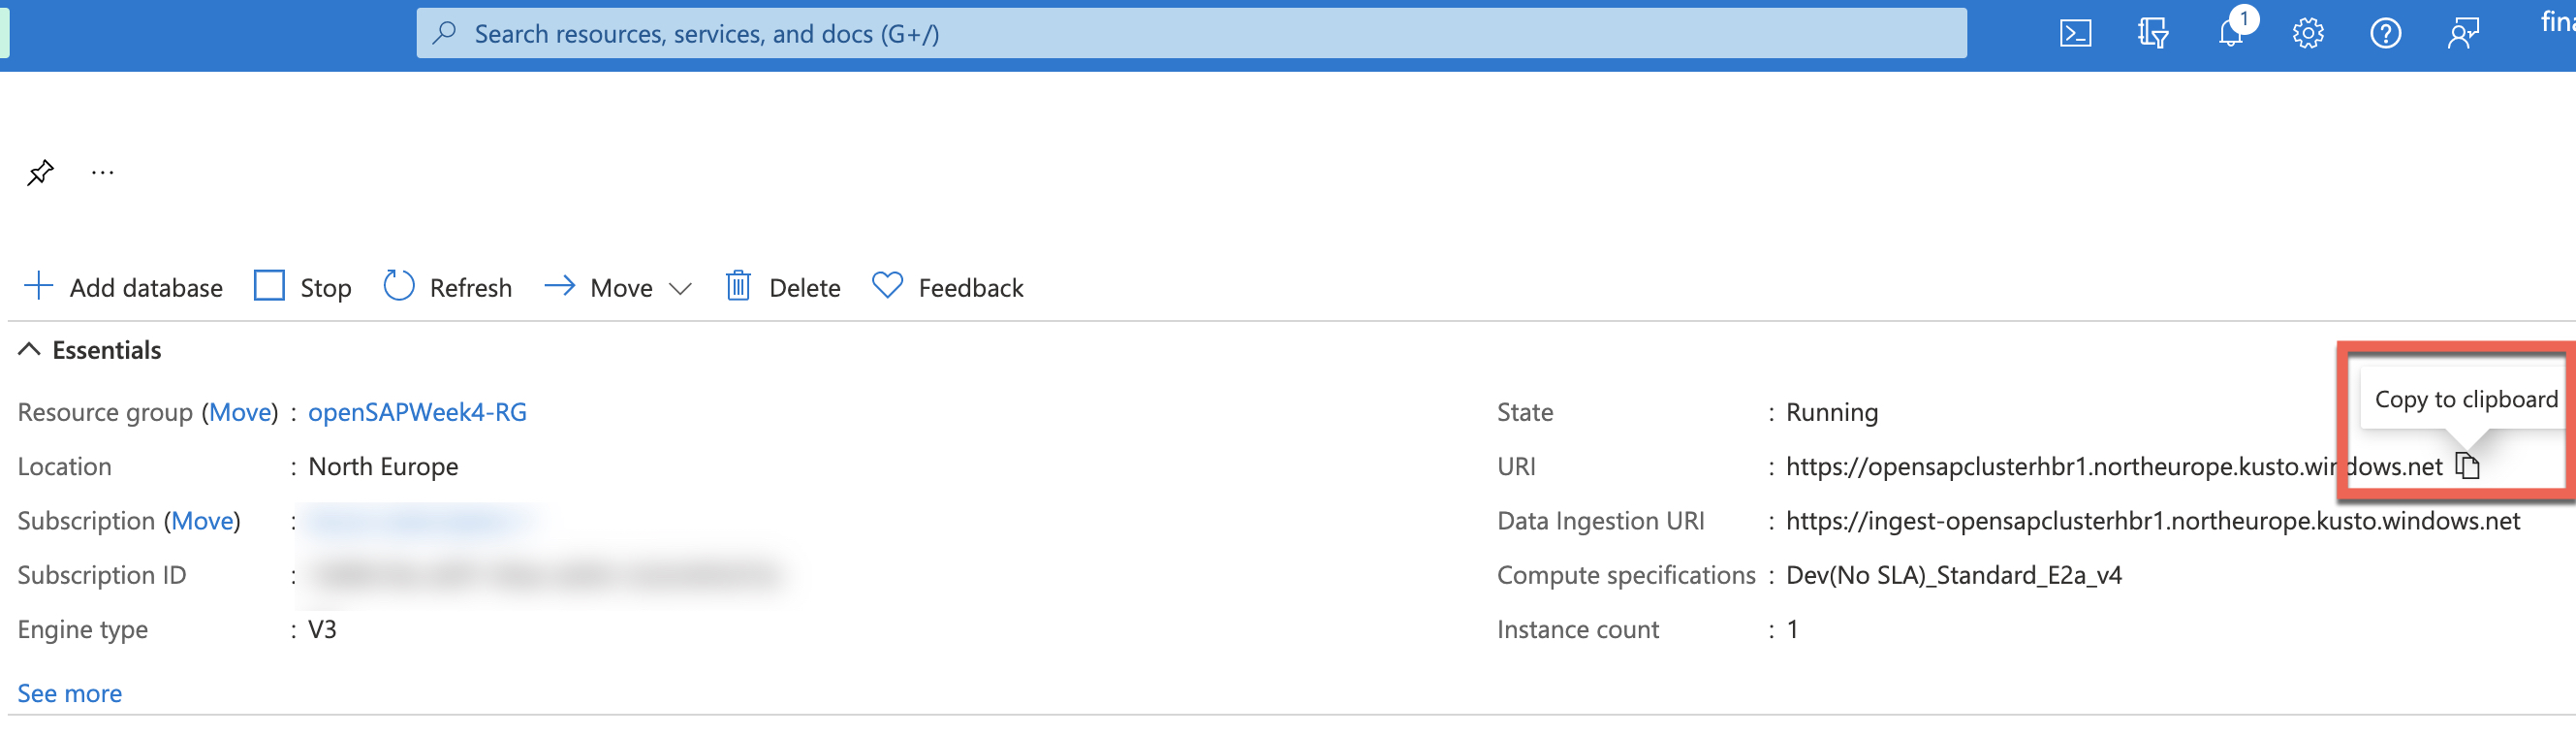 Search resources, services, and docs (G+/)
1
Add database Stop Refresh Move Delete Feedback
Essentials
Copy to clipboard
Resource group (Move) : openSAPWeek4-RG
Location : North Europe
Subscription (Move) :
Subscription ID :
Engine type : V3
See more
State : Running
URI : https://opensapclusterhbr1.northeurope.kusto.windows.net
Data Ingestion URI : https://ingest-opensapclusterhbr1.northeurope.kusto.windows.net
Compute specifications : Dev(No SLA)_Standard_E2a_v4
Instance count : 1